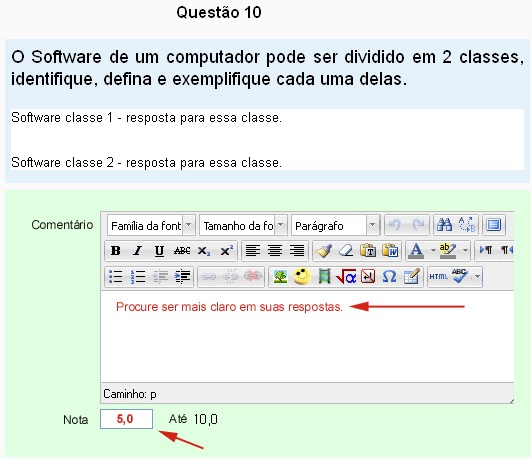 Questão 10
O Software de um computador pode ser dividido em 2 classes,
identifique, defina e exemplifique cada uma delas.
Software classe 1 - resposta para essa classe.
Software classe 2 - resposta para essa classe.
Comentário
Família da font Tamanho da fo Parágrafo
B I U ABC X₂ X²
HTML ABC
Procure ser mais claro em suas respostas.
Caminho: p
Nota 5,0 Até 10,0